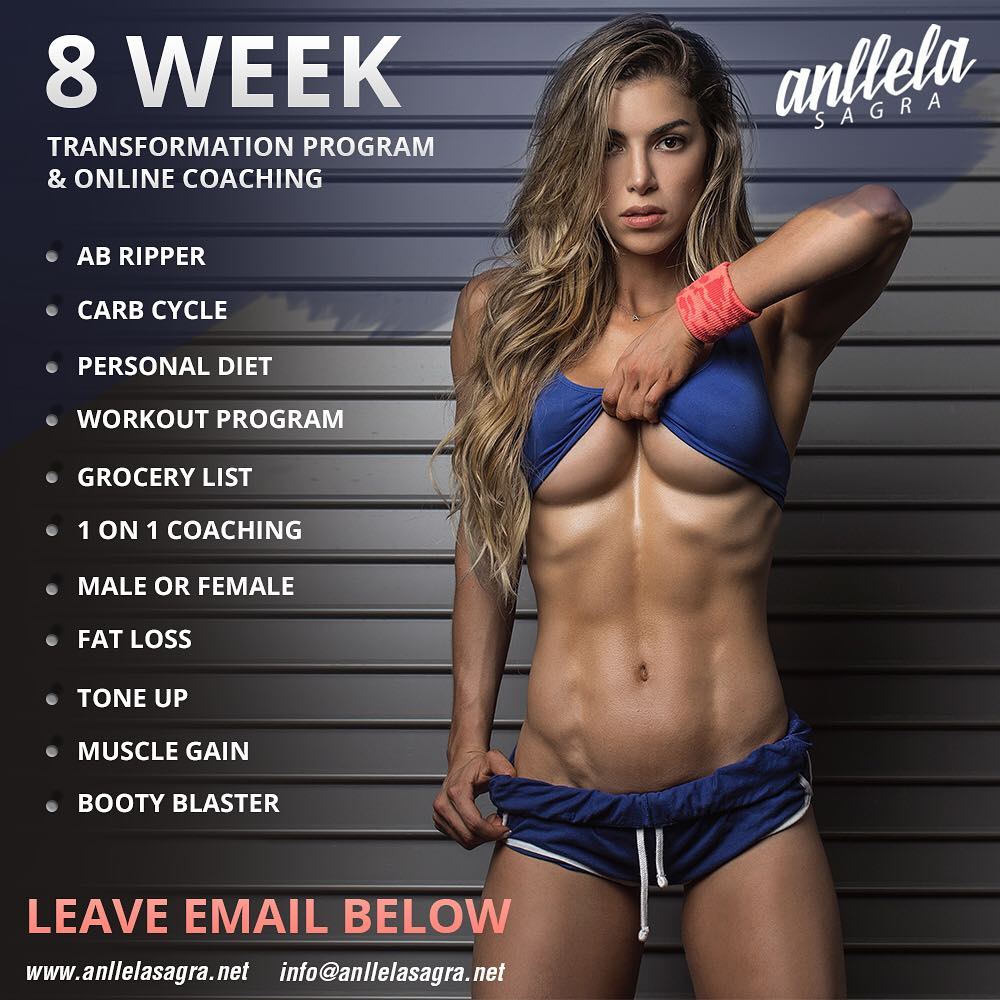 8 WEEK
TRANSFORMATION PROGRAM
& ONLINE COACHING
anllela
SAGRA
AB RIPPER
CARB CYCLE
PERSONAL DIET
WORKOUT PROGRAM
GROCERY LIST
1 ON 1 COACHING
MALE OR FEMALE
FAT LOSS
TONE UP
MUSCLE GAIN
BOOTY BLASTER
LEAVE EMAIL BELOW
www.anllelasagra.net info@anllelasagra.net